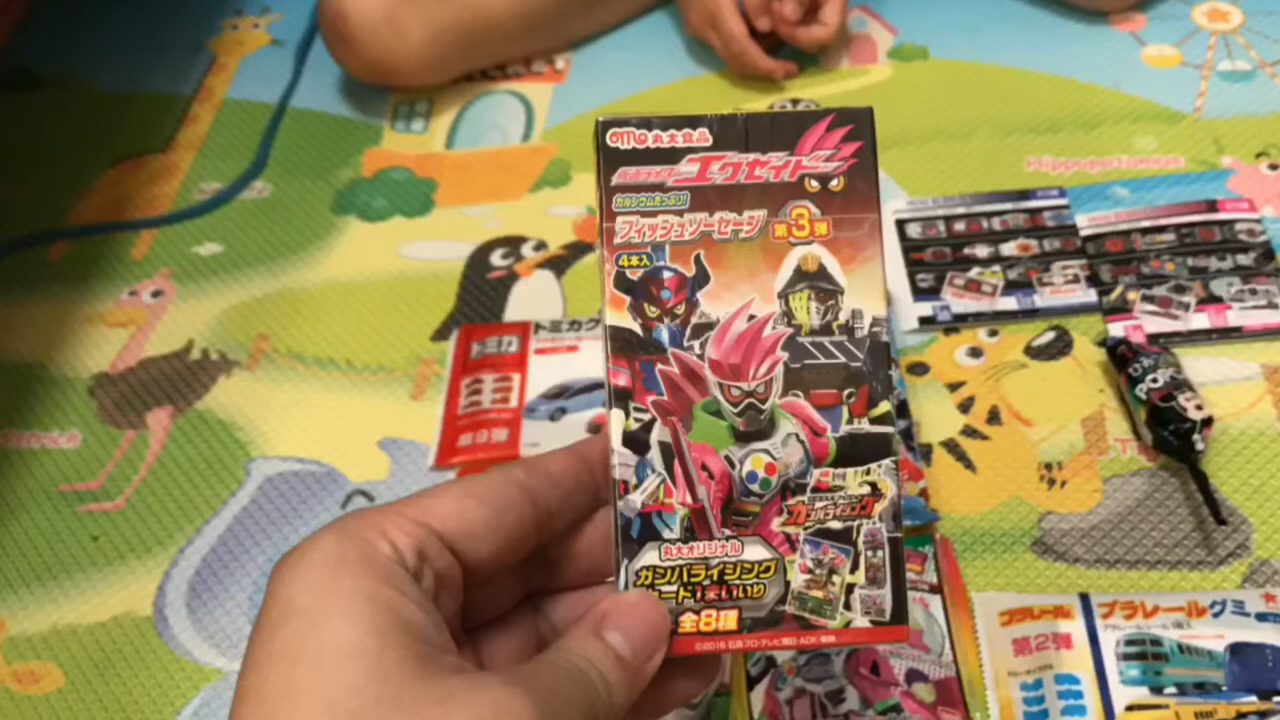 丸大食品
仮面ライダー エグゼイド
カルシウムたっぷり!
フィッシュソーセージ 第3弾
4本入
ガンバライジング
丸大オリジナル
ガンバライジング
カード1まいいり
全8種
©2016 石森プロ・テレビ朝日・ADK・東映
トミカ
トミカグ
第9弾
Hippopotamus
POP
プラレール
第2弾
プラレールグミ